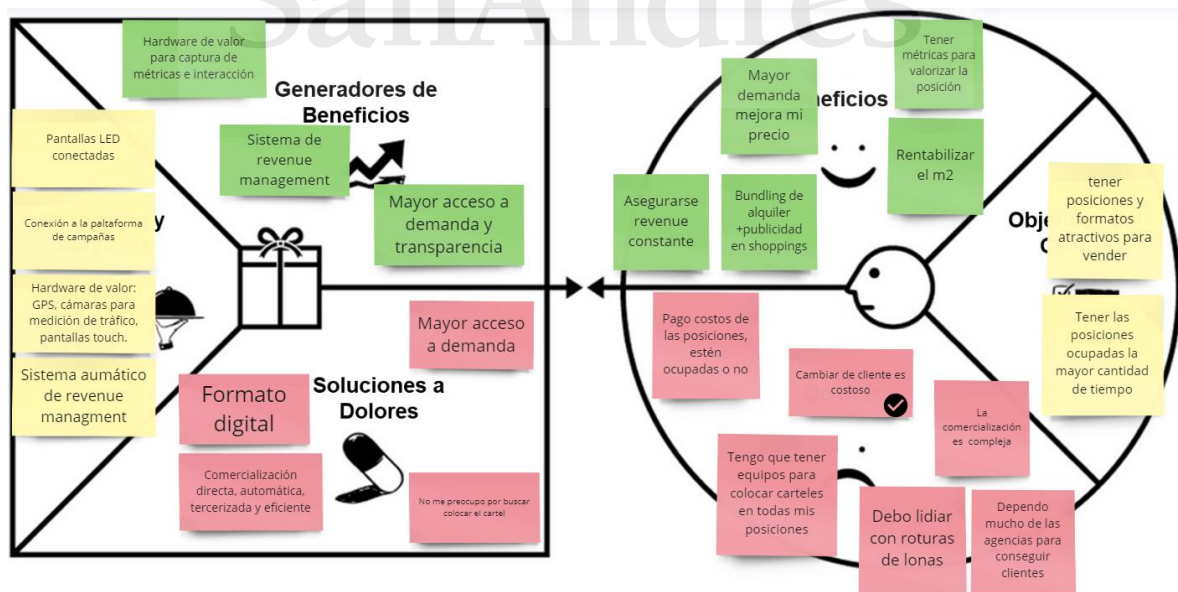 SanAndrés
Hardware de valor
para captura de
métricas e interacción
Generadores de
Beneficios
Pantallas LED
conectadas
Sistema de
revenue
management
Mayor acceso a
demanda y
transparencia
Conexión a la paltaforma
de campañas
y
Hardware de valor:
GPS, cámaras para
medición de tráfico,
pantallas touch.
Sistema aumático
de revenue
managment
Mayor acceso
a demanda
Soluciones a
Dolores
Formato
digital
Comercialización
directa, automática,
tercerizada y eficiente
No me preocupo por buscar
colocar el cartel
Tener
métricas para
valorizar la
posición
Mayor
demanda
mejora mi
precio
neficios
Rentabilizar
el m2
Asegurarse
revenue
constante
Bundling de
alquiler
+publicidad
en shoppings
Obje
tener
posiciones y
formatos
atractivos para
vender
Tener las
posiciones
ocupadas la
mayor cantidad
de tiempo
Pago costos de
las posiciones,
estén
ocupadas o no
Cambiar de cliente es
costoso
La
comercialización
es compleja
Tengo que tener
equipos para
colocar carteles
en todas mis
posiciones
Debo lidiar
con roturas
de lonas
Dependo
mucho de las
agencias para
conseguir
clientes